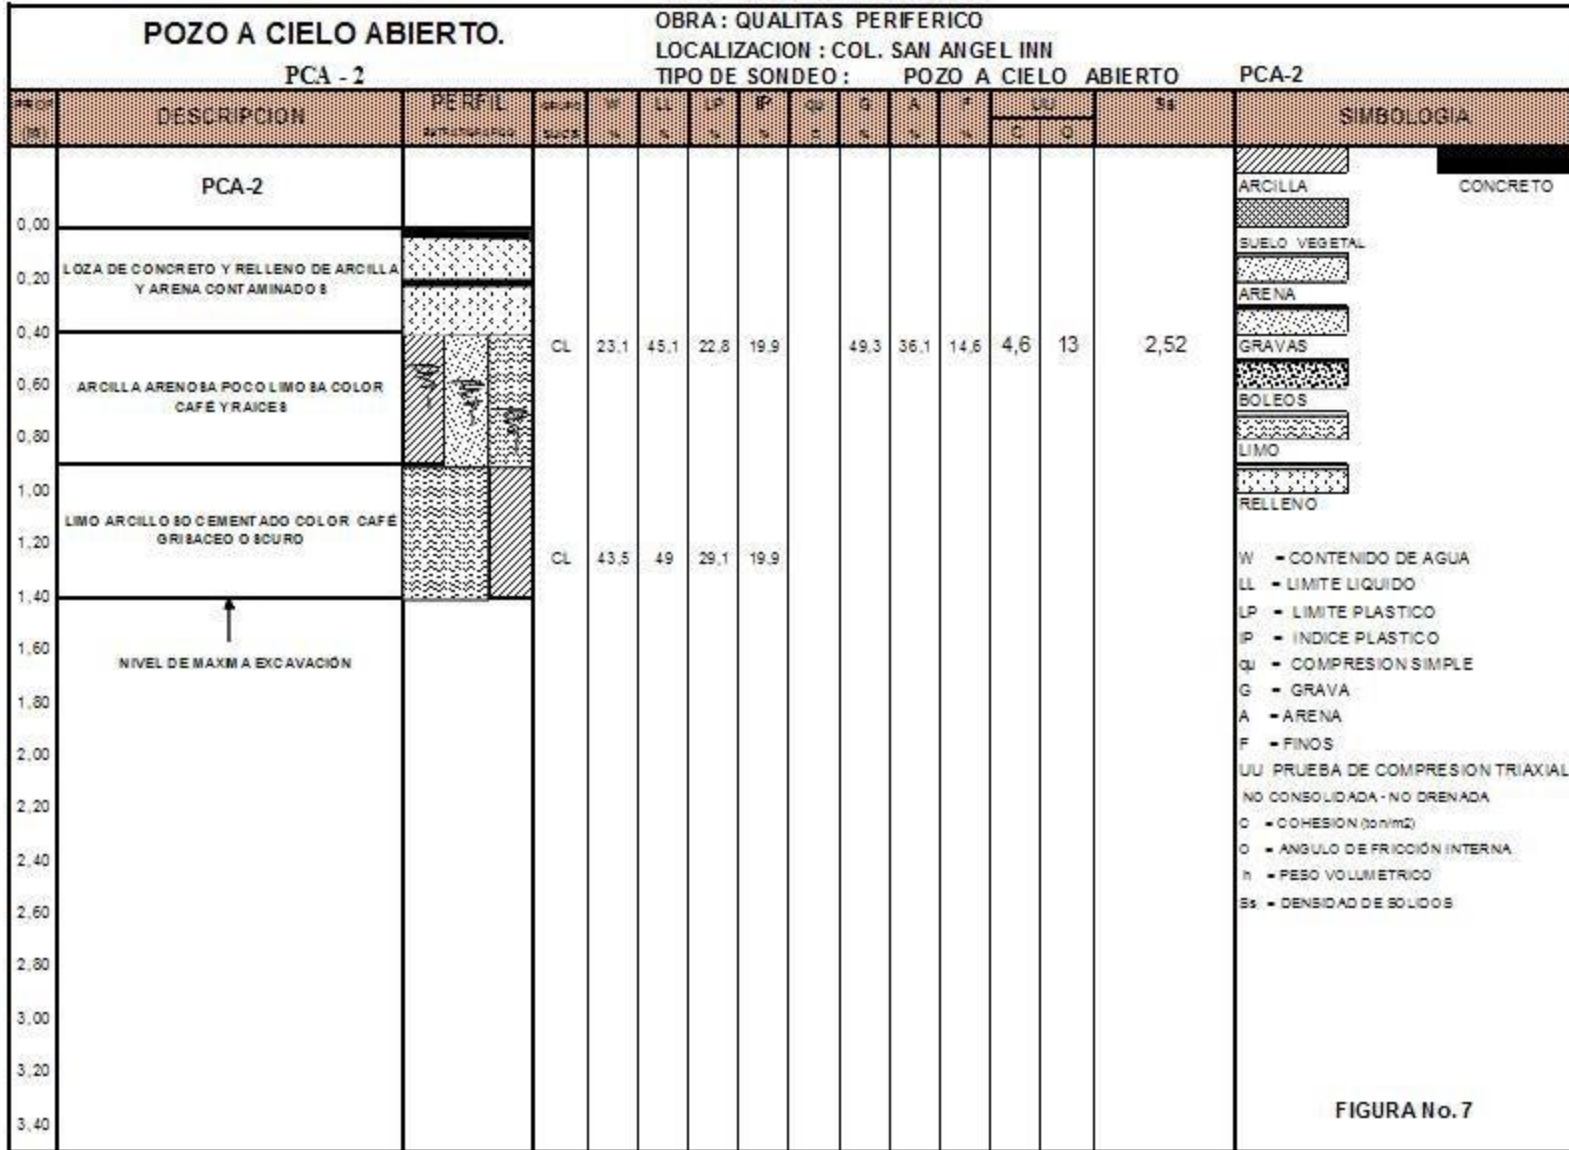 POZO A CIELO ABIERTO.
PCA - 2
OBRA : QUALITAS PERIFERICO
LOCALIZACION : COL. SAN ANGEL INN
TIPO DE SONDEO : POZO A CIELO ABIERTO PCA-2
PROF (m) DESCRIPCION PERFIL ESTRATIGRAFICO GRUPO SUCS W % LL % LP % IP % qu G % A % F % UU C O Ss SIMBOLOGIA
PCA-2
0,00
LOZA DE CONCRETO Y RELLENO DE ARCILLA
0,20
Y ARENA CONTAMINADOS
0,40
CL 23,1 45,1 22,8 19,9 49,3 36,1 14,6 4,6 13 2,52
0,60
ARCILLA ARENOSA POCO LIMOSA COLOR
CAFÉ Y RAICES
0,80
1,00
LIMO ARCILLOSO CEMENTADO COLOR CAFÉ
GRISACEO OSCURO
1,20
CL 43,5 49 29,1 19,9
1,40
1,60
NIVEL DE MAXIMA EXCAVACIÓN
1,80
2,00
2,20
2,40
2,60
2,80
3,00
3,20
3,40
ARCILLA CONCRETO
SUELO VEGETAL
ARENA
GRAVAS
BOLEOS
LIMO
RELLENO
W = CONTENIDO DE AGUA
LL = LIMITE LIQUIDO
LP = LIMITE PLASTICO
IP = INDICE PLASTICO
qu = COMPRESION SIMPLE
G = GRAVA
A = ARENA
F = FINOS
UU PRUEBA DE COMPRESION TRIAXIAL
NO CONSOLIDADA - NO DRENADA
C = COHESION (ton/m2)
O = ANGULO DE FRICCIÓN INTERNA
h = PESO VOLUMETRICO
Ss = DENSIDAD DE SOLIDOS
FIGURA No. 7